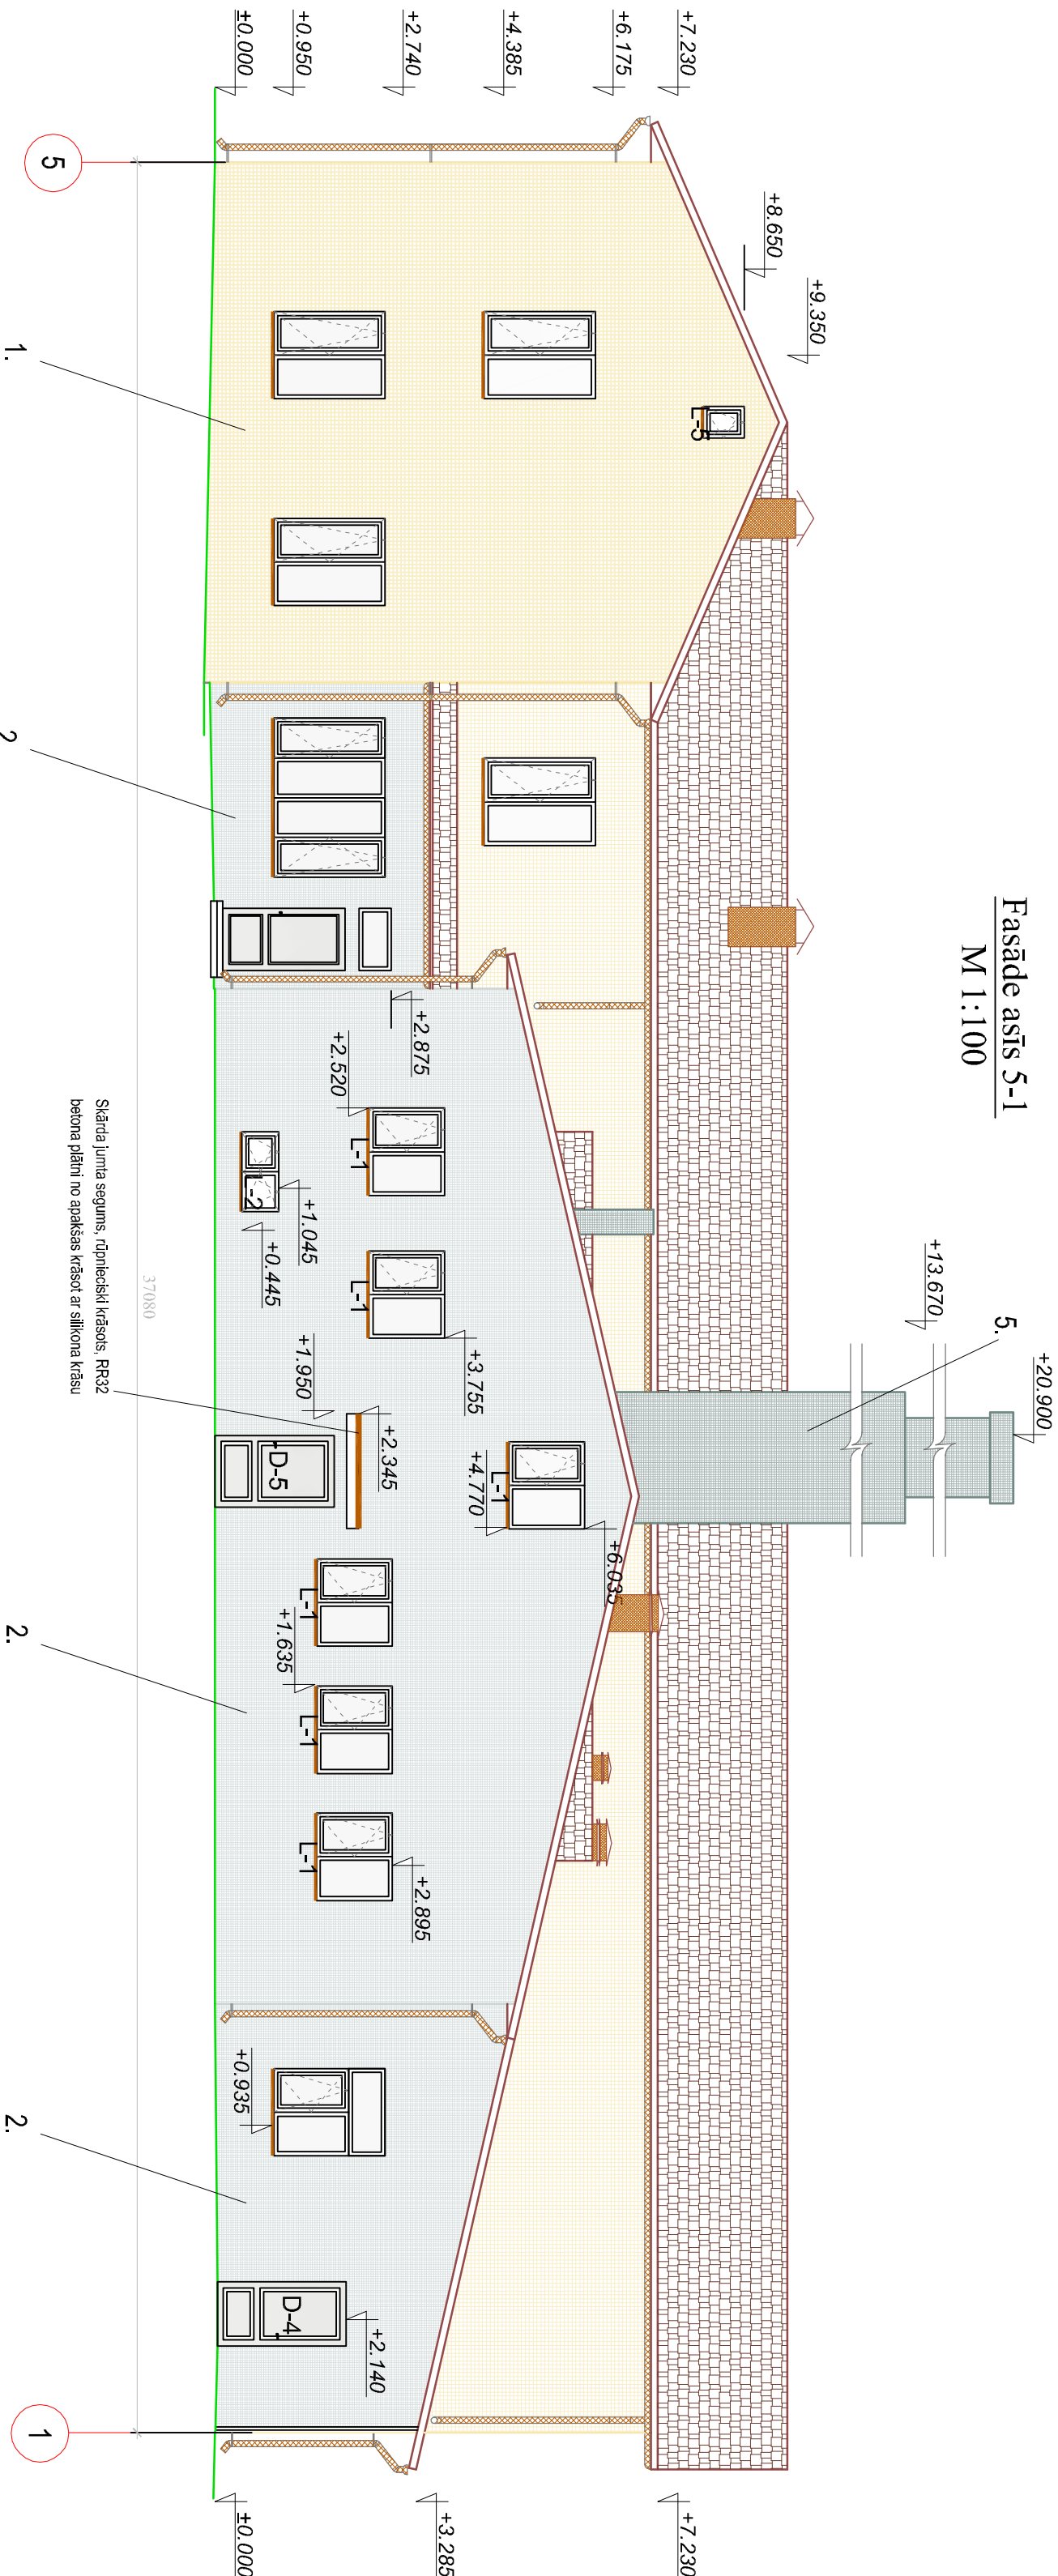 Fasāde asīs 5-1
M 1:100
+20.900
5.
+13.670
+9.350
+8.650
+7.230
+6.175
+4.385
+2.740
+0.950
±0.000
L-5
+2.875
+2.520
L-1
L-1
+3.755
L-2
+1.045
+0.445
+1.950
+2.345
D-5
L-1
+4.770
+6.035
L-1
+1.635
L-1
L-1
+2.895
+0.935
D-4
+2.140
+7.230
+3.285
±0.000
37080
Skārda jumta segums, rūpnieciski krāsots, RR32
betona plātni no apakšas krāsot ar silikona krāsu
5
1.
2
2.
2.
1